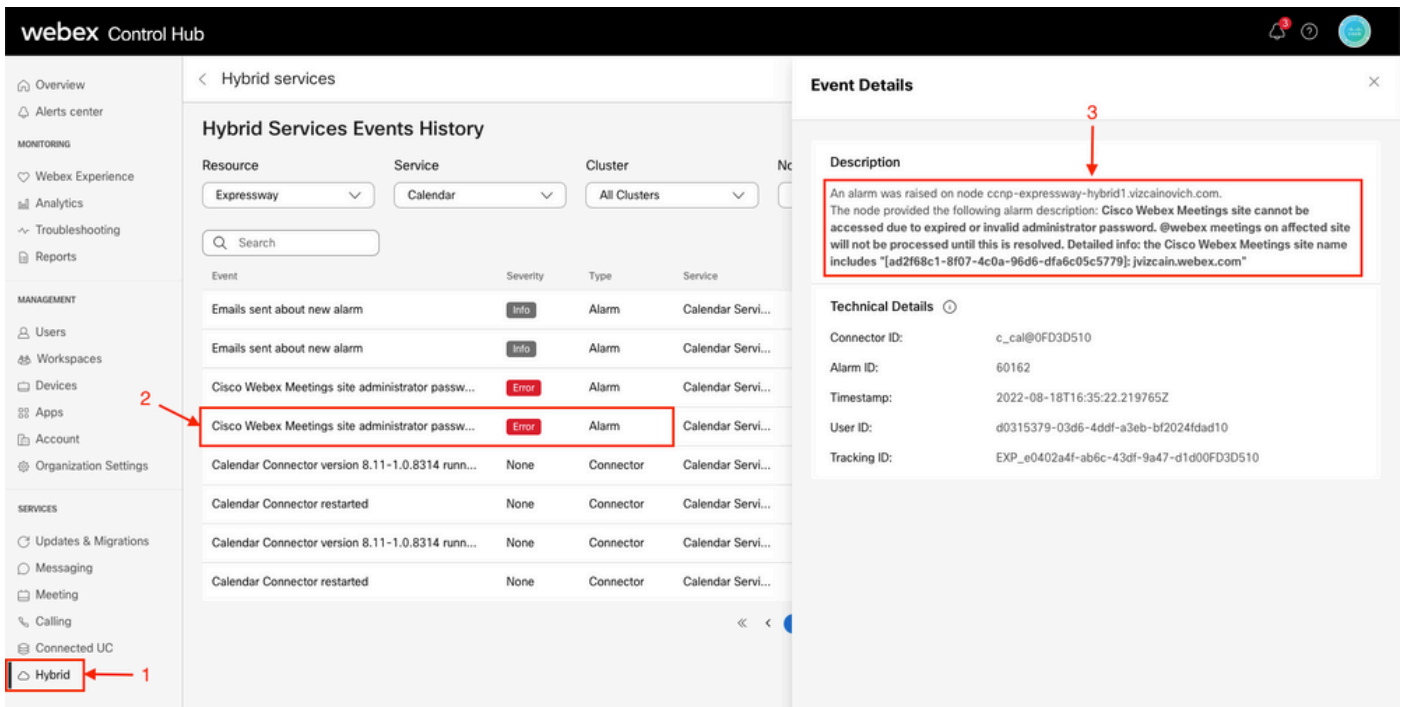 webex Control Hub
3
Overview
Alerts center
MONITORING
Webex Experience
Analytics
Troubleshooting
Reports
MANAGEMENT
Users
Workspaces
Devices
Apps
Account
Organization Settings
SERVICES
Updates & Migrations
Messaging
Meeting
Calling
Connected UC
Hybrid
1
Hybrid services
Hybrid Services Events History
Resource Service Cluster No
Expressway Calendar All Clusters
Search
Event Severity Type Service
Emails sent about new alarm Info Alarm Calendar Servi...
Emails sent about new alarm Info Alarm Calendar Servi...
Cisco Webex Meetings site administrator passw... Error Alarm Calendar Servi...
2
Cisco Webex Meetings site administrator passw... Error Alarm Calendar Servi...
Calendar Connector version 8.11-1.0.8314 runn... None Connector Calendar Servi...
Calendar Connector restarted None Connector Calendar Servi...
Calendar Connector version 8.11-1.0.8314 runn... None Connector Calendar Servi...
Calendar Connector restarted None Connector Calendar Servi...
Event Details
3
Description
An alarm was raised on node ccnp-expressway-hybrid1.vizcainovich.com.
The node provided the following alarm description: Cisco Webex Meetings site cannot be
accessed due to expired or invalid administrator password. @webex meetings on affected site
will not be processed until this is resolved. Detailed info: the Cisco Webex Meetings site name
includes "[ad2f68c1-8f07-4c0a-96d6-dfa6c05c5779]: jvizcain.webex.com"
Technical Details
Connector ID: c_cal@0FD3D510
Alarm ID: 60162
Timestamp: 2022-08-18T16:35:22.219765Z
User ID: d0315379-03d6-4ddf-a3eb-bf2024fdad10
Tracking ID: EXP_e0402a4f-ab6c-43df-9a47-d1d00FD3D510